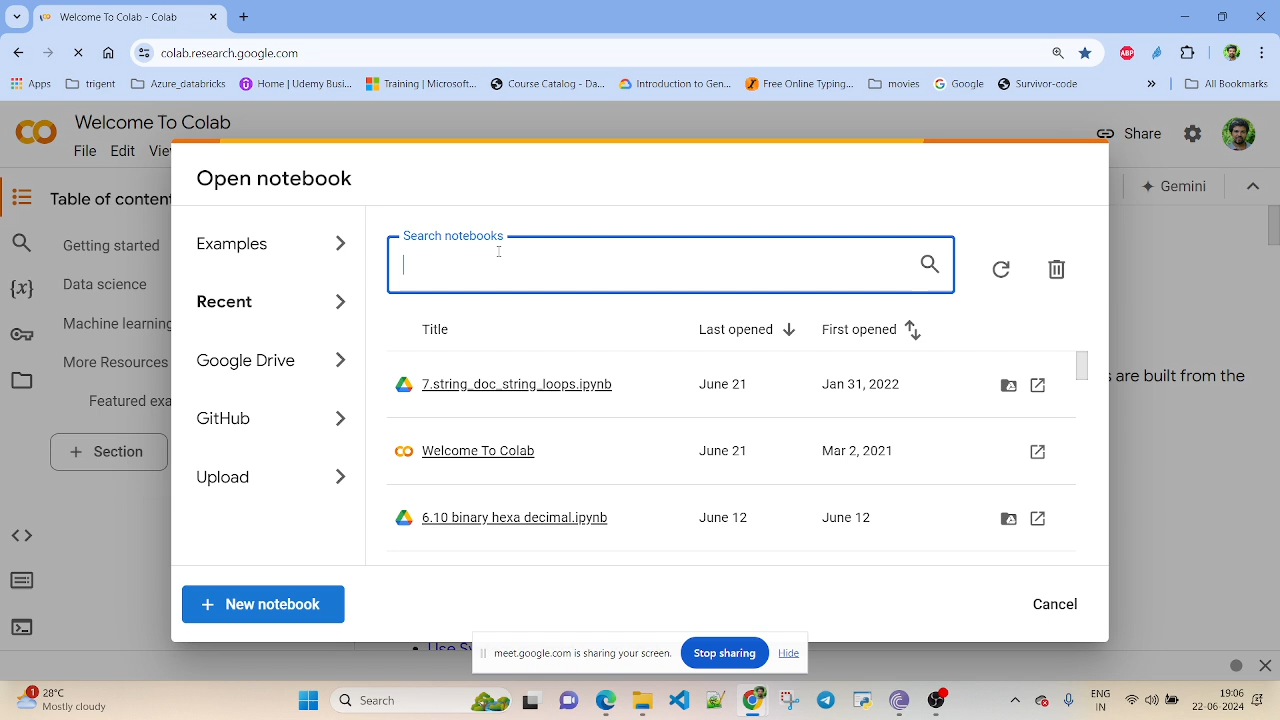 Welcome To Colab - Colab
colab.research.google.com
ABP
Apps
trigent
Azure_databricks
Home | Udemy Busi...
Training | Microsoft...
Course Catalog - Da...
Introduction to Gen...
Free Online Typing...
movies
Google
Survivor-code
»
All Bookmarks
Welcome To Colab
Share
File Edit
Gemini
Table of content
Getting started
Data science
Machine learning
More Resources
Featured exa
+ Section
{x}
Open notebook
Examples
Recent
Google Drive
GitHub
Upload
Search notebooks
Title Last opened First opened
7.string_doc_string_loops.ipynb June 21 Jan 31, 2022
Welcome To Colab June 21 Mar 2, 2021
6.10 binary hexa decimal.ipynb June 12 June 12
s are built from the
+ New notebook
Cancel
meet.google.com is sharing your screen. Stop sharing Hide
1
28°C
Mostly cloudy
Search
ENG
IN
19:06
22-06-2024